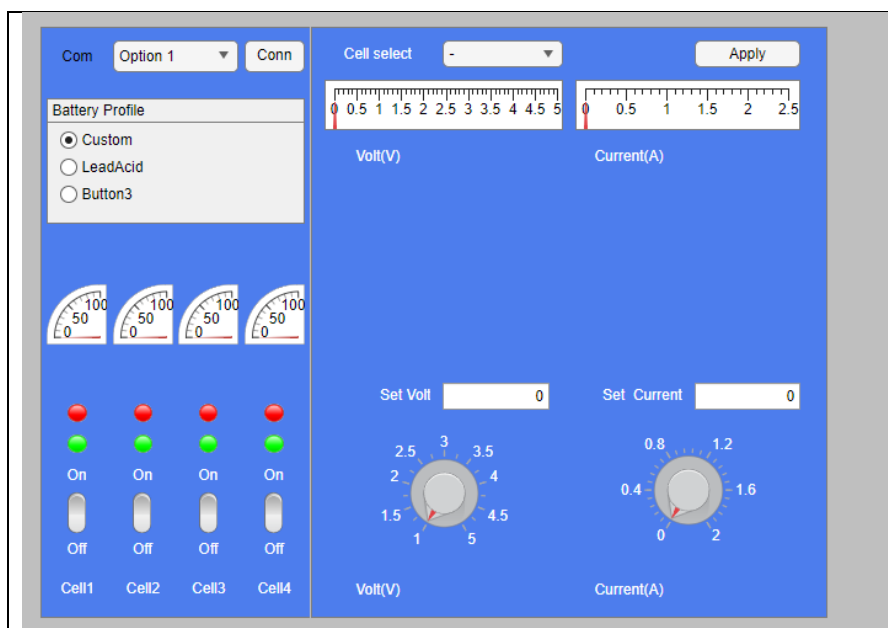 Com Option 1 Conn
Cell select - Apply
Battery Profile
Custom
LeadAcid
Button3
0 0.5 1 1.5 2 2.5 3 3.5 4 4.5 5
0 0.5 1 1.5 2 2.5
Volt(V) Current(A)
100 100 100 100
50 50 50 50
0 0 0 0
On On On On
Off Off Off Off
Cell1 Cell2 Cell3 Cell4
Set Volt 0
Set Current 0
1 1.5 2 2.5 3 3.5 4 4.5 5
0 0.4 0.8 1.2 1.6 2
Volt(V) Current(A)